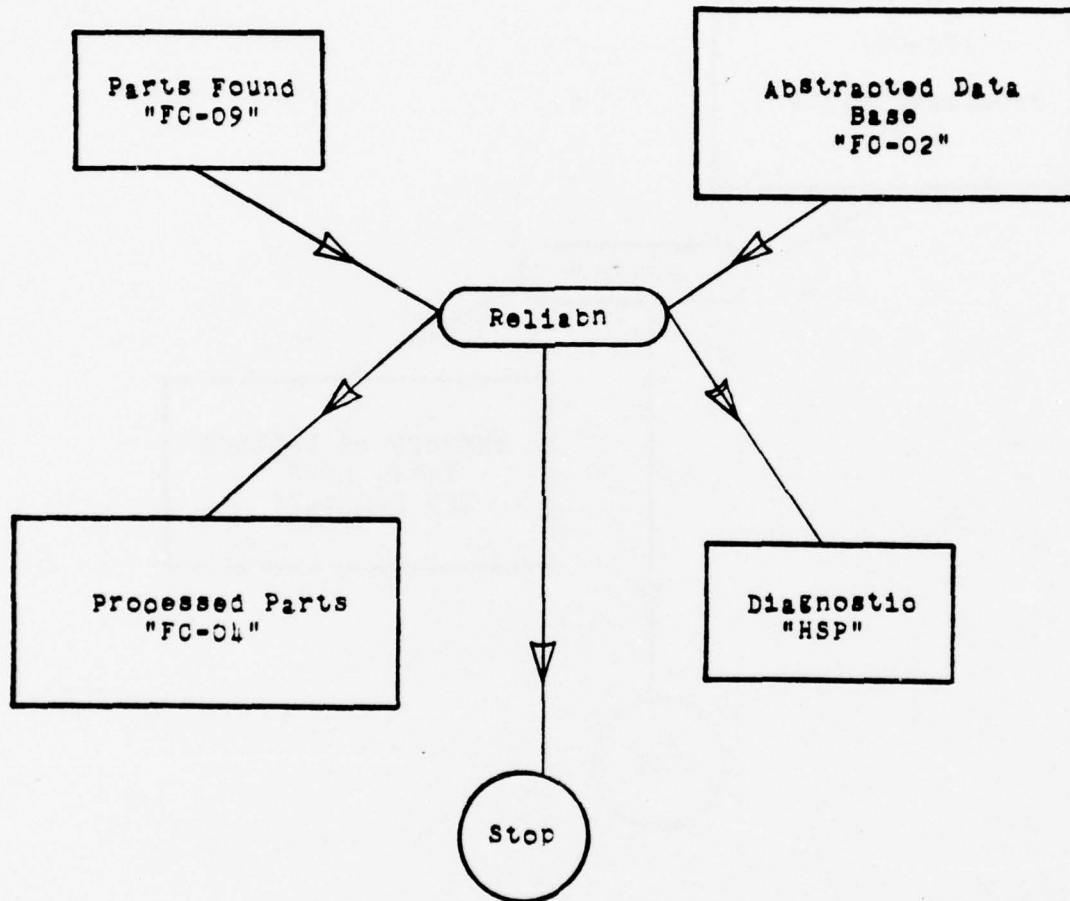 Parts Found
"FC-09"
Abstracted Data
Base
"FC-02"
Reliabn
Processed Parts
"FC-04"
Diagnostic
"HSP"
Stop